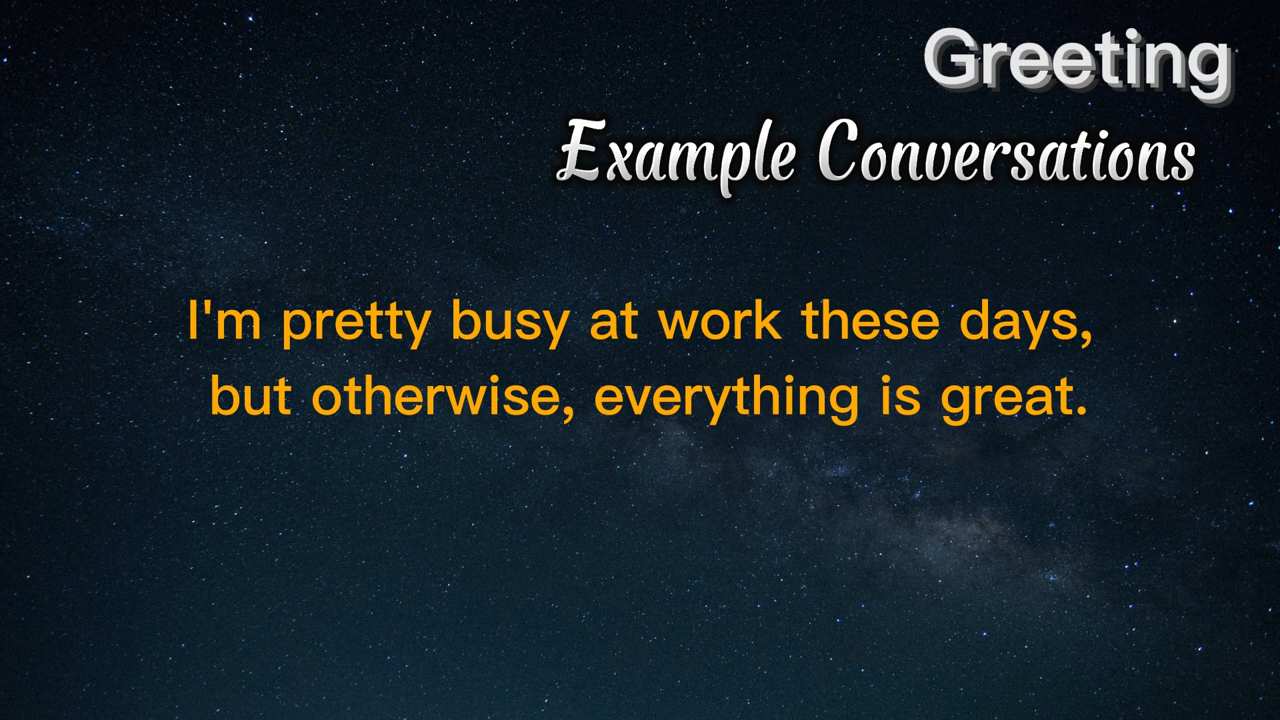 Greeting
Example Conversations
I'm pretty busy at work these days,
but otherwise, everything is great.